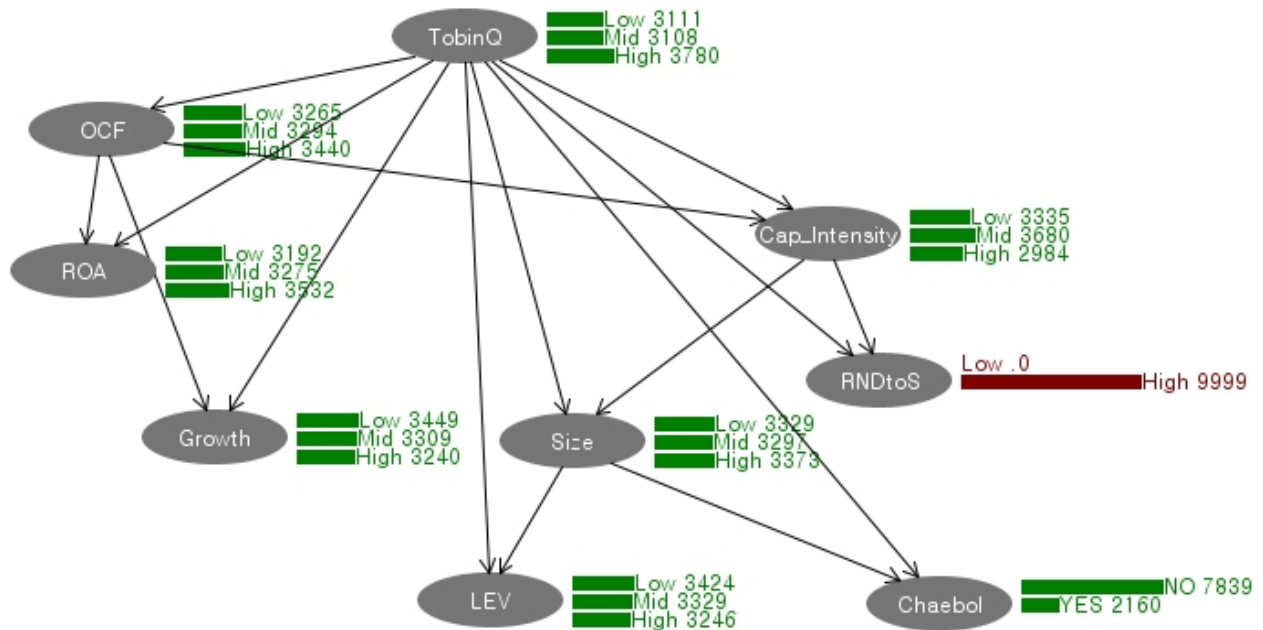 TobinQ
Low 3111
Mid 3108
High 3780
OCF
Low 3265
Mid 3294
High 3440
Cap_Intensity
Low 3335
Mid 3680
High 2984
ROA
Low 3192
Mid 3275
High 3532
RNDtoS
Low .0
High 9999
Growth
Low 3449
Mid 3309
High 3240
Size
Low 3329
Mid 3297
High 3373
LEV
Low 3424
Mid 3329
High 3246
Chaebol
NO 7839
YES 2160